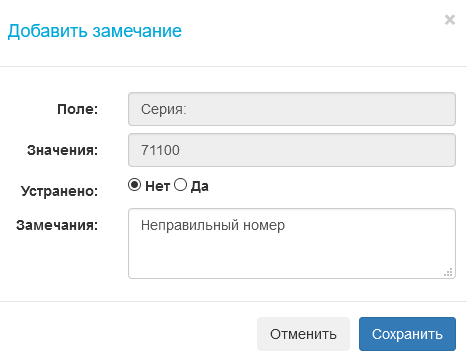 Добавить замечание
×
Поле: Серия:
Значения: 71100
Устранено: Нет Да
Замечания: Неправильный номер
Отменить Сохранить